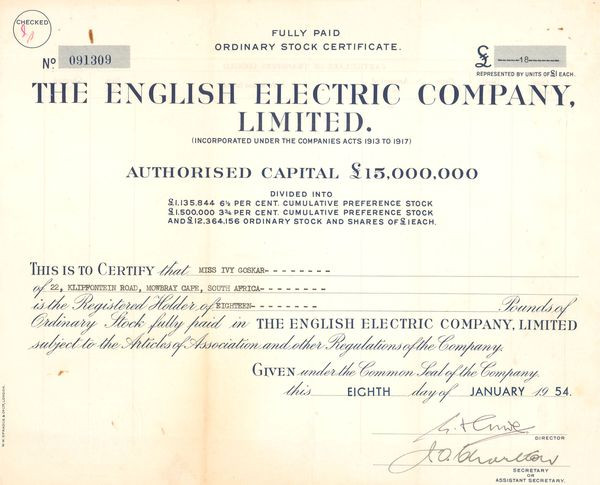 CHECKED
FULLY PAID
ORDINARY STOCK CERTIFICATE.
Nº 091309
£ -----18-----
REPRESENTED BY UNITS OF £1 EACH.
THE ENGLISH ELECTRIC COMPANY,
LIMITED.
(INCORPORATED UNDER THE COMPANIES ACTS 1913 TO 1917)
AUTHORISED CAPITAL £15,000,000
DIVIDED INTO
£1,135,844 6½ PER CENT. CUMULATIVE PREFERENCE STOCK
£1,500,000 3¾ PER CENT. CUMULATIVE PREFERENCE STOCK
AND £12,364,156 ORDINARY STOCK AND SHARES OF £1 EACH.
THIS IS TO CERTIFY that MISS IVY GOSKAR--------
of 22, KLIPFONTEIN ROAD, MOWBRAY CAPE, SOUTH AFRICA-------
is the Registered Holder of EIGHTEEN-------- Pounds of
Ordinary Stock fully paid in THE ENGLISH ELECTRIC COMPANY, LIMITED
subject to the Articles of Association and other Regulations of the Company.
GIVEN under the Common Seal of the Company.
this EIGHTH day of JANUARY 1954.
DIRECTOR
SECRETARY
OR
ASSISTANT SECRETARY.